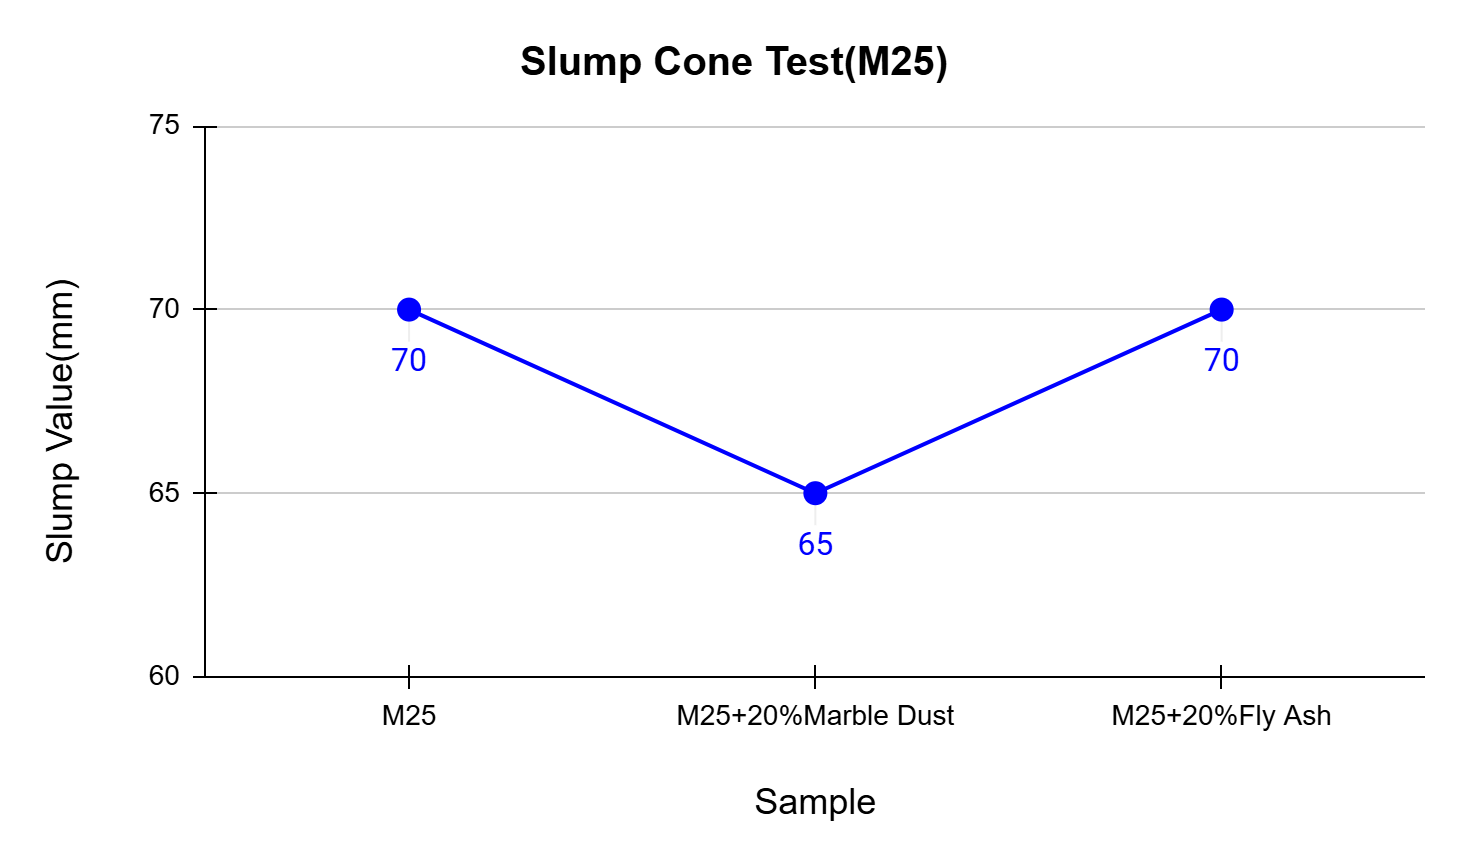 Slump Cone Test(M25)
75
70
65
60
Slump Value(mm)
70
65
70
M25
M25+20%Marble Dust
M25+20%Fly Ash
Sample